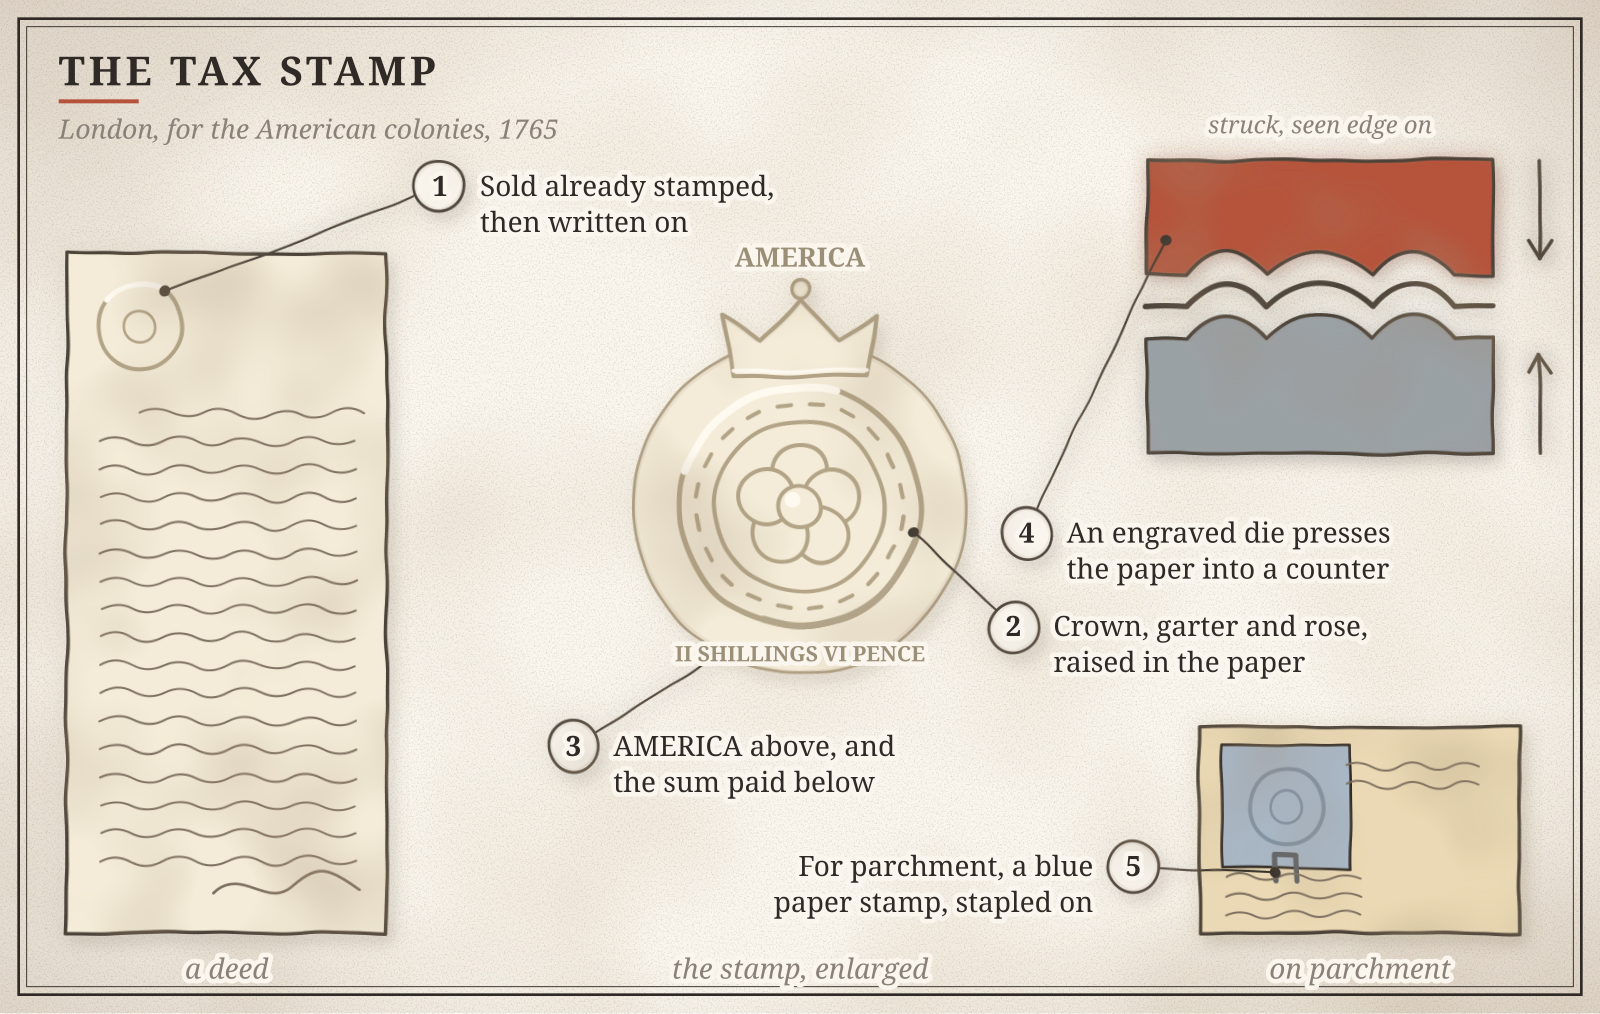 THE TAX STAMP
London, for the American colonies, 1765
1
Sold already stamped,
then written on
AMERICA
II SHILLINGS VI PENCE
struck, seen edge on
4
An engraved die presses
the paper into a counter
2
Crown, garter and rose,
raised in the paper
3
AMERICA above, and
the sum paid below
5
For parchment, a blue
paper stamp, stapled on
a deed
the stamp, enlarged
on parchment